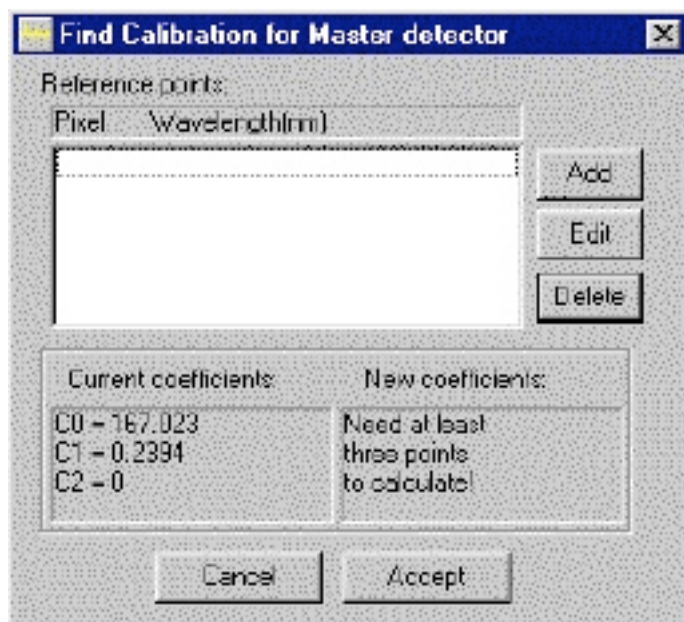 Find Calibration for Master detector
Reference points:
Pixel Wavelength(nm)
Add
Edit
Delete
Current coefficients:
C0 = 167.023
C1 = 0.2394
C2 = 0
New coefficients:
Need at least
three points
to calculate!
Cancel
Accept